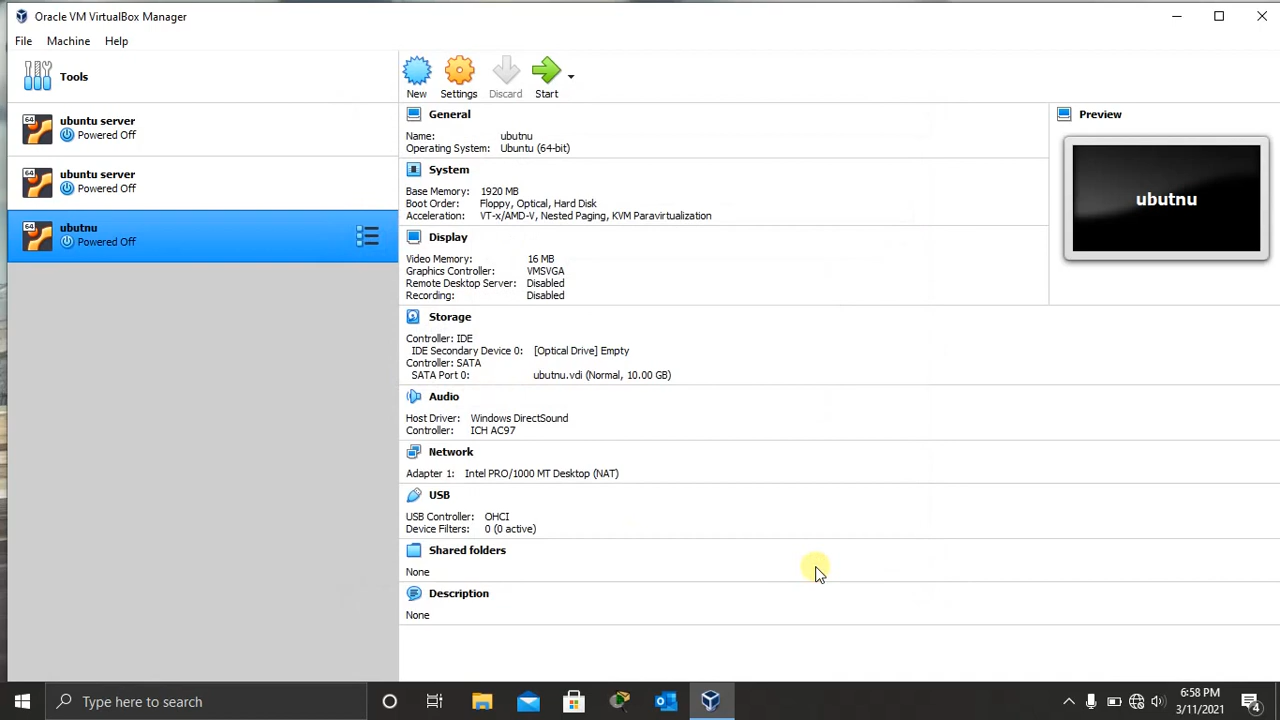 Oracle VM VirtualBox Manager
File Machine Help
Tools
64 ubuntu server
Powered Off
64 ubuntu server
Powered Off
64 ubutnu
Powered Off
New Settings Discard Start
General
Name: ubutnu
Operating System: Ubuntu (64-bit)
System
Base Memory: 1920 MB
Boot Order: Floppy, Optical, Hard Disk
Acceleration: VT-x/AMD-V, Nested Paging, KVM Paravirtualization
Display
Video Memory: 16 MB
Graphics Controller: VMSVGA
Remote Desktop Server: Disabled
Recording: Disabled
Storage
Controller: IDE
IDE Secondary Device 0: [Optical Drive] Empty
Controller: SATA
SATA Port 0: ubutnu.vdi (Normal, 10.00 GB)
Audio
Host Driver: Windows DirectSound
Controller: ICH AC97
Network
Adapter 1: Intel PRO/1000 MT Desktop (NAT)
USB
USB Controller: OHCI
Device Filters: 0 (0 active)
Shared folders
None
Description
None
Preview
ubutnu
Type here to search
6:58 PM
3/11/2021
4